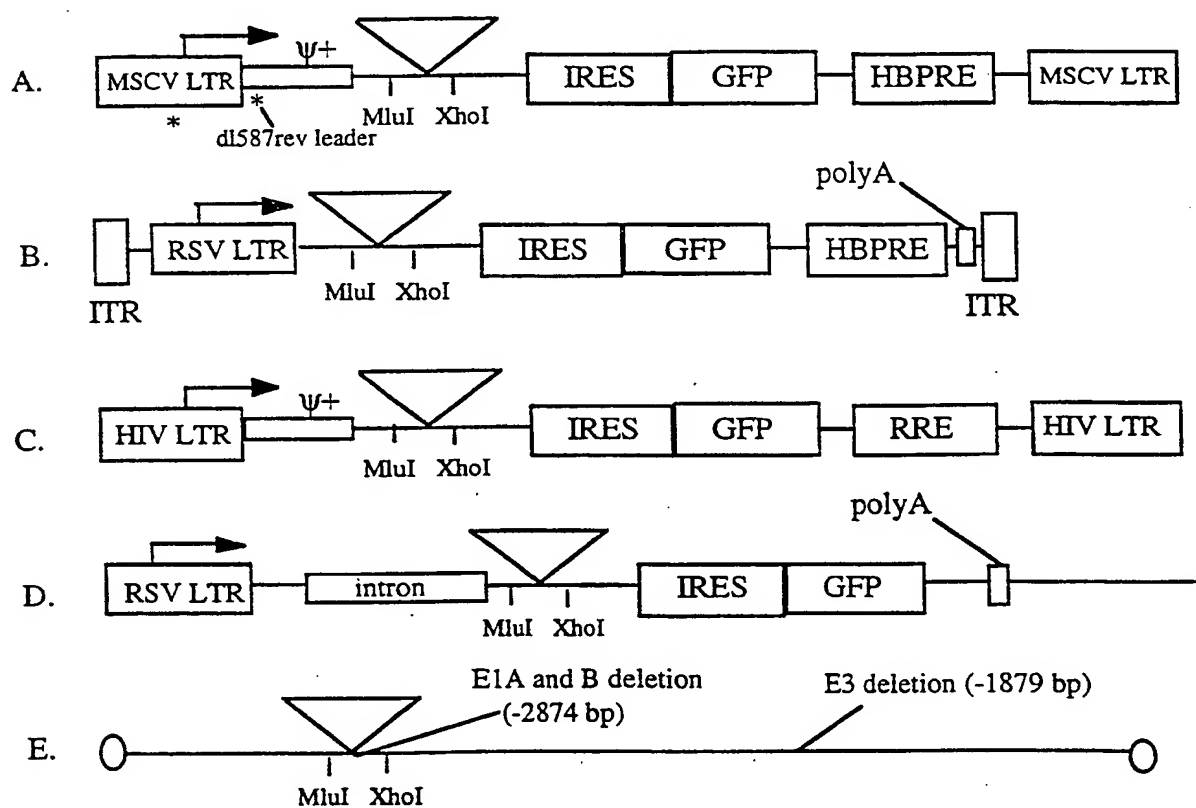 A.
MSCV LTR
ψ+
MluI XhoI
IRES GFP HBPRE MSCV LTR
*
*
dl587rev leader
B.
ITR
RSV LTR
MluI XhoI
IRES GFP HBPRE
polyA
ITR
C.
HIV LTR
ψ+
MluI XhoI
IRES GFP RRE HIV LTR
D.
RSV LTR
intron
MluI XhoI
IRES GFP
polyA
E.
MluI XhoI
E1A and B deletion
(-2874 bp)
E3 deletion (-1879 bp)